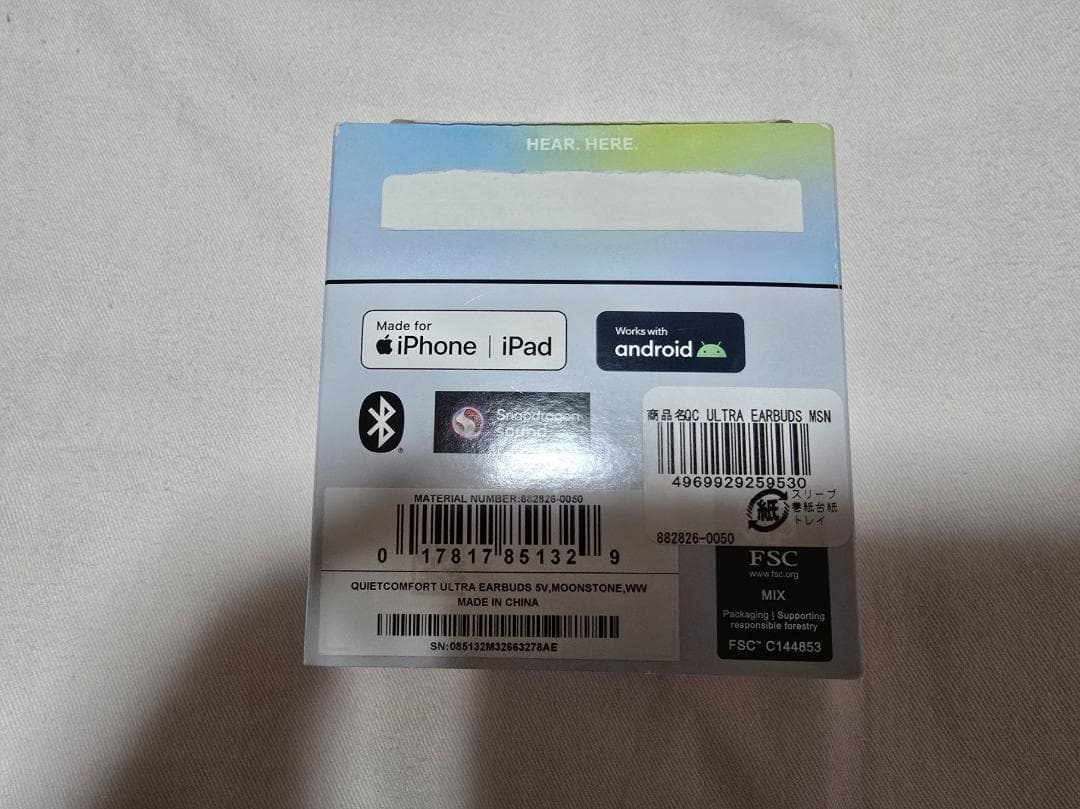 HEAR. HERE.
Made for
iPhone | iPad
Works with
android
Snapdragon
sound
商品名QC ULTRA EARBUDS MSN
4969929259530
紙
スリーブ
巻紙台紙
トレイ
882826-0050
MATERIAL NUMBER:882826-0050
0 17817 85132 9
QUIETCOMFORT ULTRA EARBUDS 5V,MOONSTONE,WW
MADE IN CHINA
SN:085132M32663278AE
FSC
www.fsc.org
MIX
Packaging | Supporting
responsible forestry
FSC™ C144853